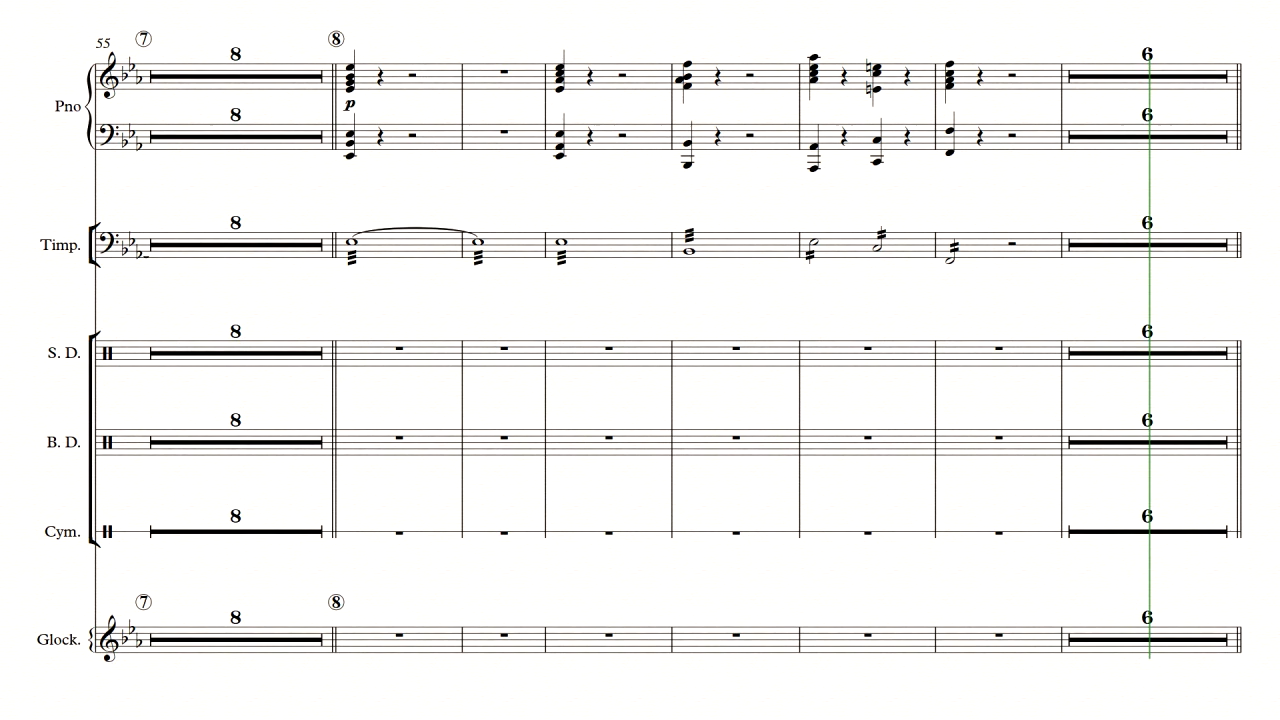 55 ⑦ ⑧
8 6
Pno
p
8 6
Timp. 8 6
S. D. 8 6
B. D. 8 6
Cym. 8 6
⑦ ⑧
Glock. 8 6